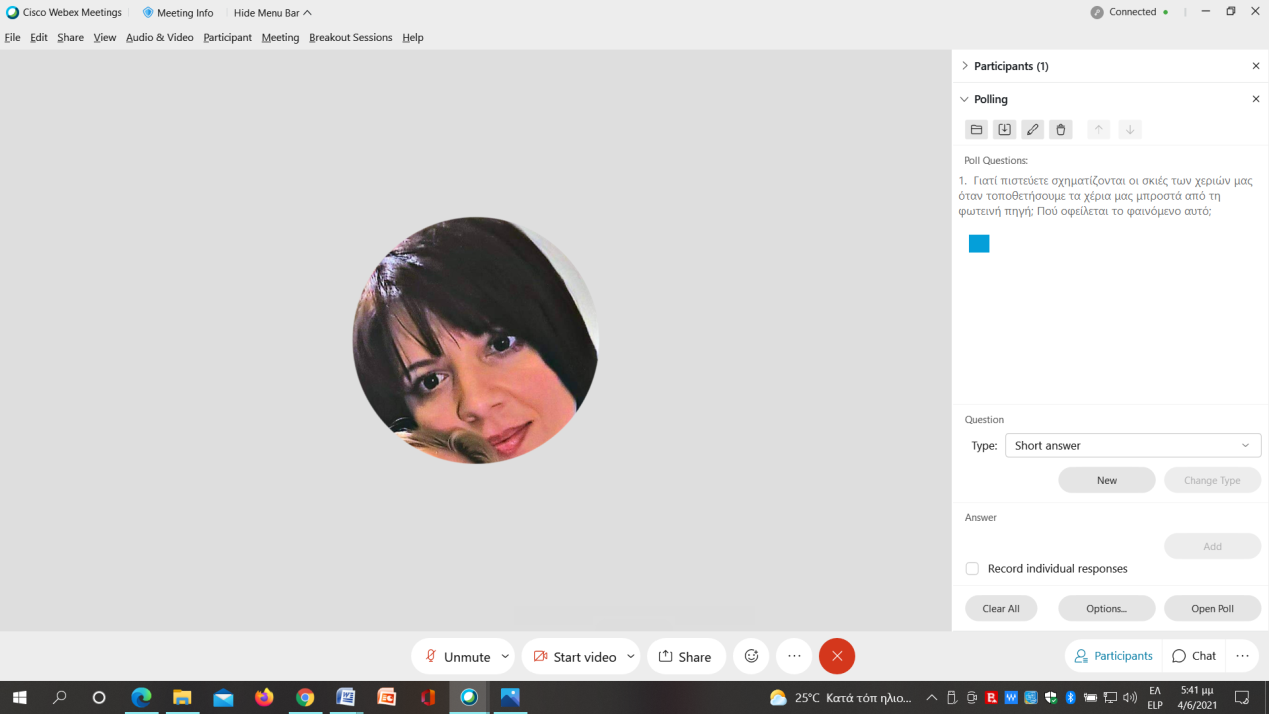 Cisco Webex Meetings Meeting Info Hide Menu Bar Connected
File Edit Share View Audio & Video Participant Meeting Breakout Sessions Help
Participants (1)
Polling
Poll Questions:
1. Γιατί πιστεύετε σχηματίζονται οι σκιές των χεριών μας
όταν τοποθετήσουμε τα χέρια μας μπροστά από τη
φωτεινή πηγή; Πού οφείλεται το φαινόμενο αυτό;
Question
Type: Short answer
New Change Type
Answer
Add
Record individual responses
Clear All Options... Open Poll
Unmute Start video Share Participants Chat
25°C Κατά τόπ ηλιο... ΕΛ 5:41 μμ
ELP 4/6/2021